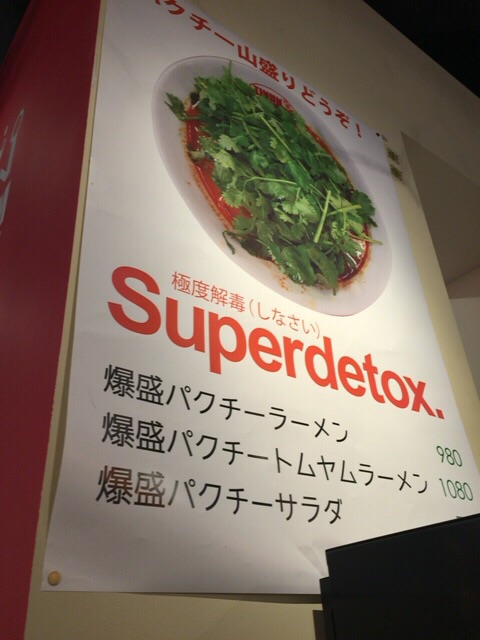 パクチー山盛りどうぞ！
極度解毒（しなさい）
Superdetox.
爆盛パクチーラーメン 980
爆盛パクチートムヤムラーメン 1080
爆盛パクチーサラダ